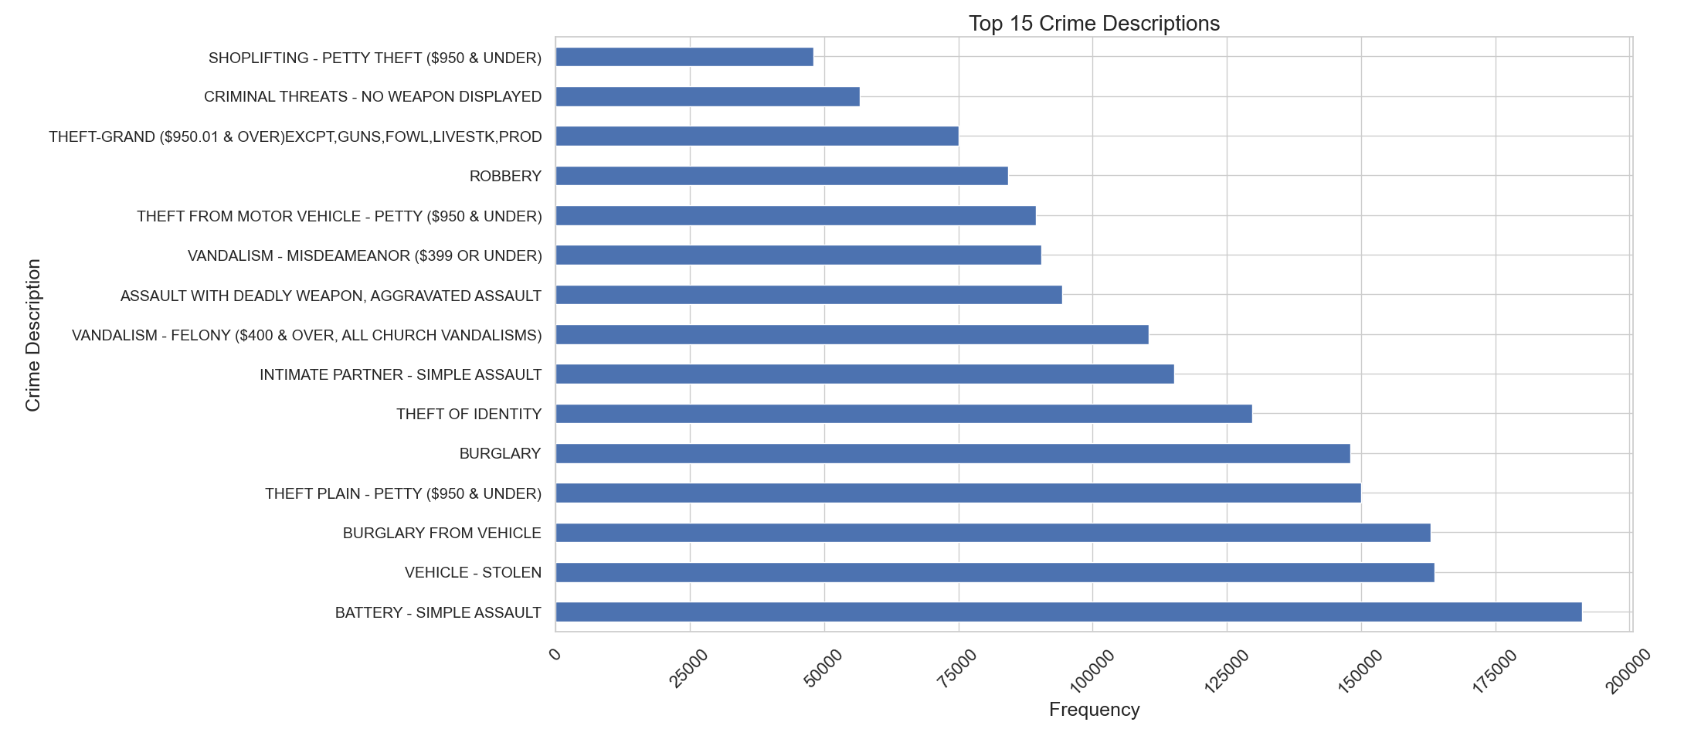 Top 15 Crime Descriptions
SHOPLIFTING - PETTY THEFT ($950 & UNDER)
CRIMINAL THREATS - NO WEAPON DISPLAYED
THEFT-GRAND ($950.01 & OVER)EXCPT,GUNS,FOWL,LIVESTK,PROD
ROBBERY
THEFT FROM MOTOR VEHICLE - PETTY ($950 & UNDER)
VANDALISM - MISDEAMEANOR ($399 OR UNDER)
ASSAULT WITH DEADLY WEAPON, AGGRAVATED ASSAULT
VANDALISM - FELONY ($400 & OVER, ALL CHURCH VANDALISMS)
INTIMATE PARTNER - SIMPLE ASSAULT
THEFT OF IDENTITY
BURGLARY
THEFT PLAIN - PETTY ($950 & UNDER)
BURGLARY FROM VEHICLE
VEHICLE - STOLEN
BATTERY - SIMPLE ASSAULT
Crime Description
0 25000 50000 75000 100000 125000 150000 175000 200000
Frequency